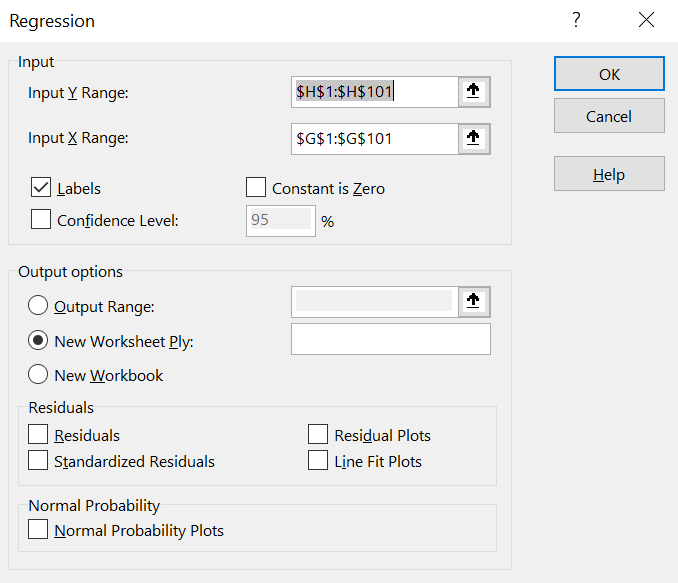 Regression ?
Input
Input Y Range: $H$1:$H$101
OK
Cancel
Input X Range: $G$1:$G$101
Help
Labels Constant is Zero
Confidence Level: 95 %
Output options
Output Range:
New Worksheet Ply:
New Workbook
Residuals
Residuals Residual Plots
Standardized Residuals Line Fit Plots
Normal Probability
Normal Probability Plots